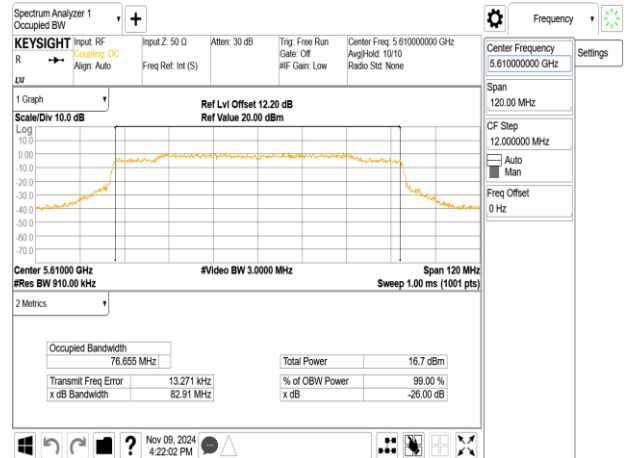 Spectrum Analyzer 1
Occupied BW
Frequency
KEYSIGHT
R
Input: RF
Coupling: DC
Align: Auto
Input Z: 50 Ω
Freq Ref: Int (S)
Atten: 30 dB
Trig: Free Run
Gate: Off
#IF Gain: Low
Center Freq: 5.610000000 GHz
Avg|Hold: 10/10
Radio Std: None
LXI
Center Frequency
5.610000000 GHz
Settings
Span
120.00 MHz
CF Step
12.000000 MHz
Auto
Man
Freq Offset
0 Hz
1 Graph
Scale/Div 10.0 dB
Ref Lvl Offset 12.20 dB
Ref Value 20.00 dBm
Log
10.0
0.00
-10.0
-20.0
-30.0
-40.0
-50.0
-60.0
-70.0
Center 5.61000 GHz
#Video BW 3.0000 MHz
Span 120 MHz
#Res BW 910.00 kHz
Sweep 1.00 ms (1001 pts)
2 Metrics
Occupied Bandwidth
76.655 MHz
Total Power 16.7 dBm
Transmit Freq Error 13.271 kHz
% of OBW Power 99.00 %
x dB Bandwidth 82.91 MHz
x dB -26.00 dB
?
Nov 09, 2024
4:22:02 PM